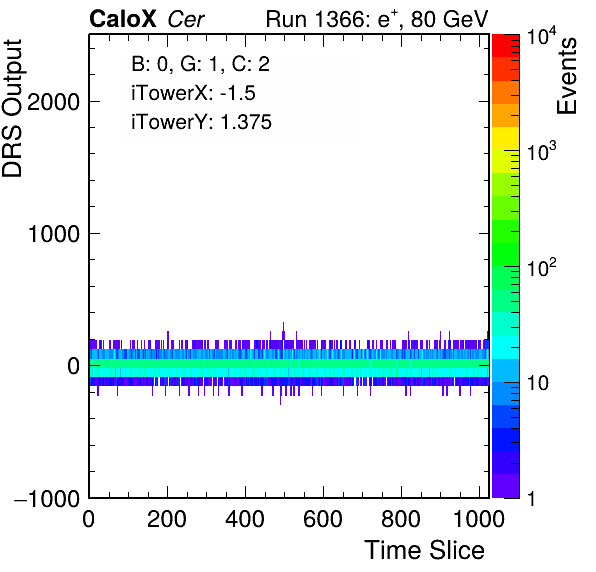 CaloX Cer Run 1366: e⁺, 80 GeV
B: 0, G: 1, C: 2
iTowerX: -1.5
iTowerY: 1.375
DRS Output
2000
1000
0
−1000
0 200 400 600 800 1000
Time Slice
Events
10⁴
10³
10²
10
1